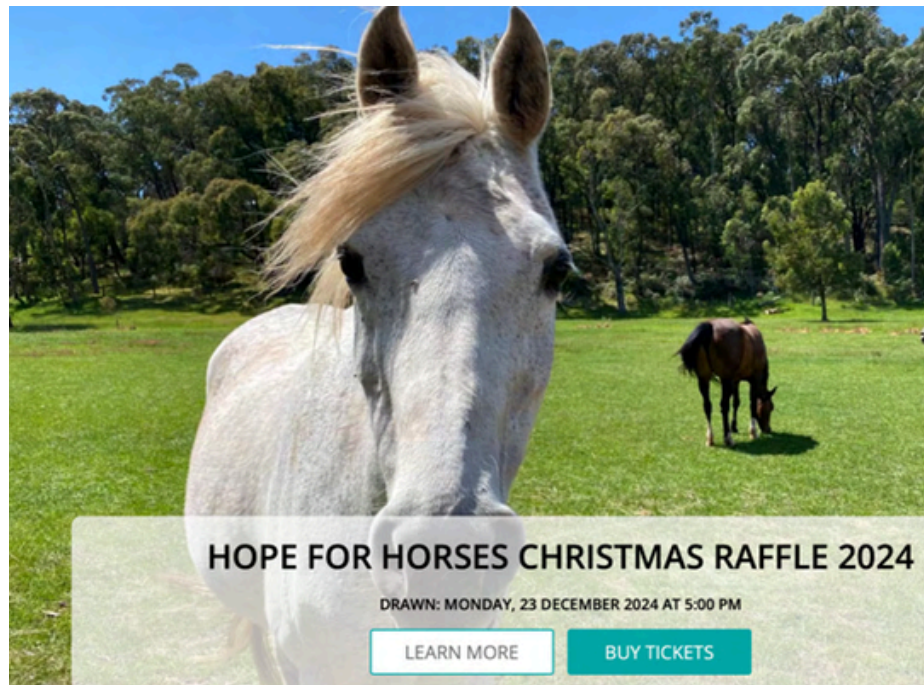 HOPE FOR HORSES CHRISTMAS RAFFLE 2024
DRAWN: MONDAY, 23 DECEMBER 2024 AT 5:00 PM
LEARN MORE
BUY TICKETS